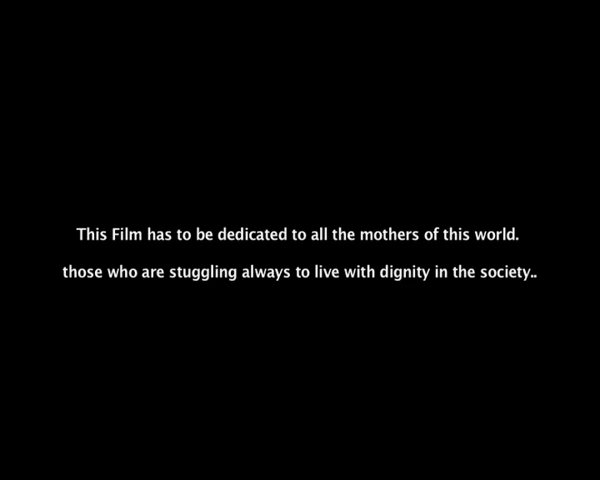 This Film has to be dedicated to all the mothers of this world.
those who are stuggling always to live with dignity in the society..